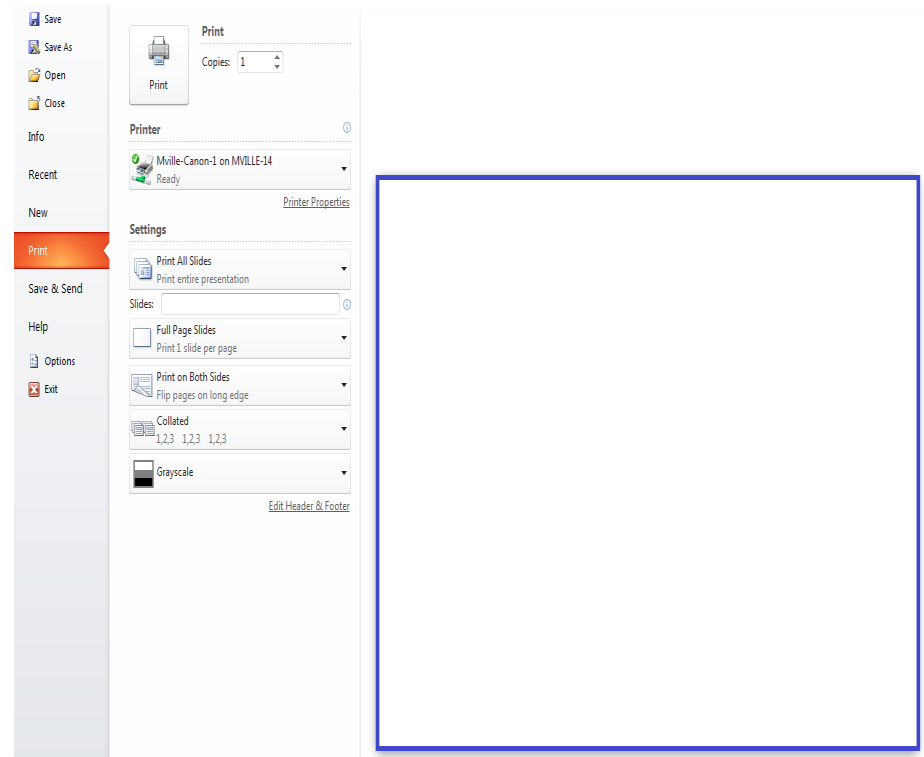 Save
Save As
Open
Close
Info
Recent
New
Print
Save & Send
Help
Options
Exit
Print
Print
Copies: 1
Printer
Mville-Canon-1 on MVILLE-14
Ready
Printer Properties
Settings
Print All Slides
Print entire presentation
Slides:
Full Page Slides
Print 1 slide per page
Print on Both Sides
Flip pages on long edge
Collated
1,2,3 1,2,3 1,2,3
Grayscale
Edit Header & Footer